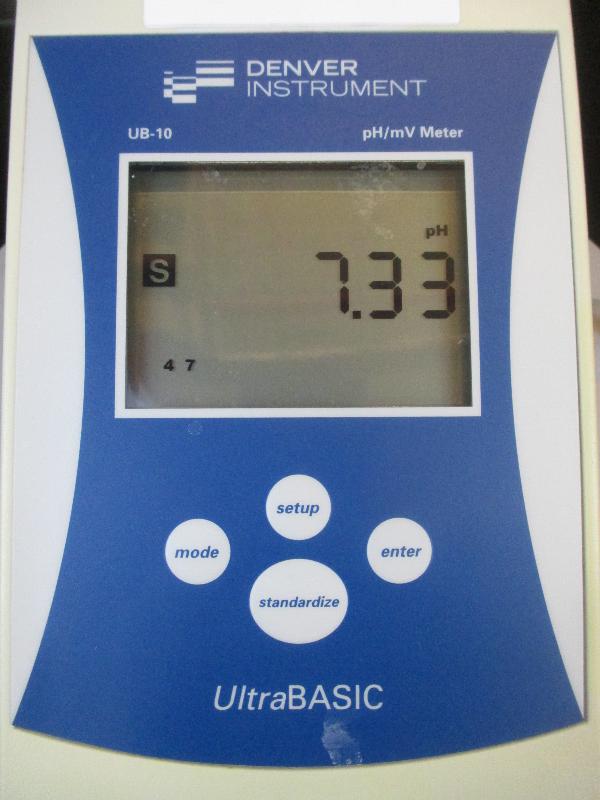 DENVER
INSTRUMENT
UB-10 pH/mV Meter
pH
S 7.33
4 7
setup
mode enter
standardize
UltraBASIC